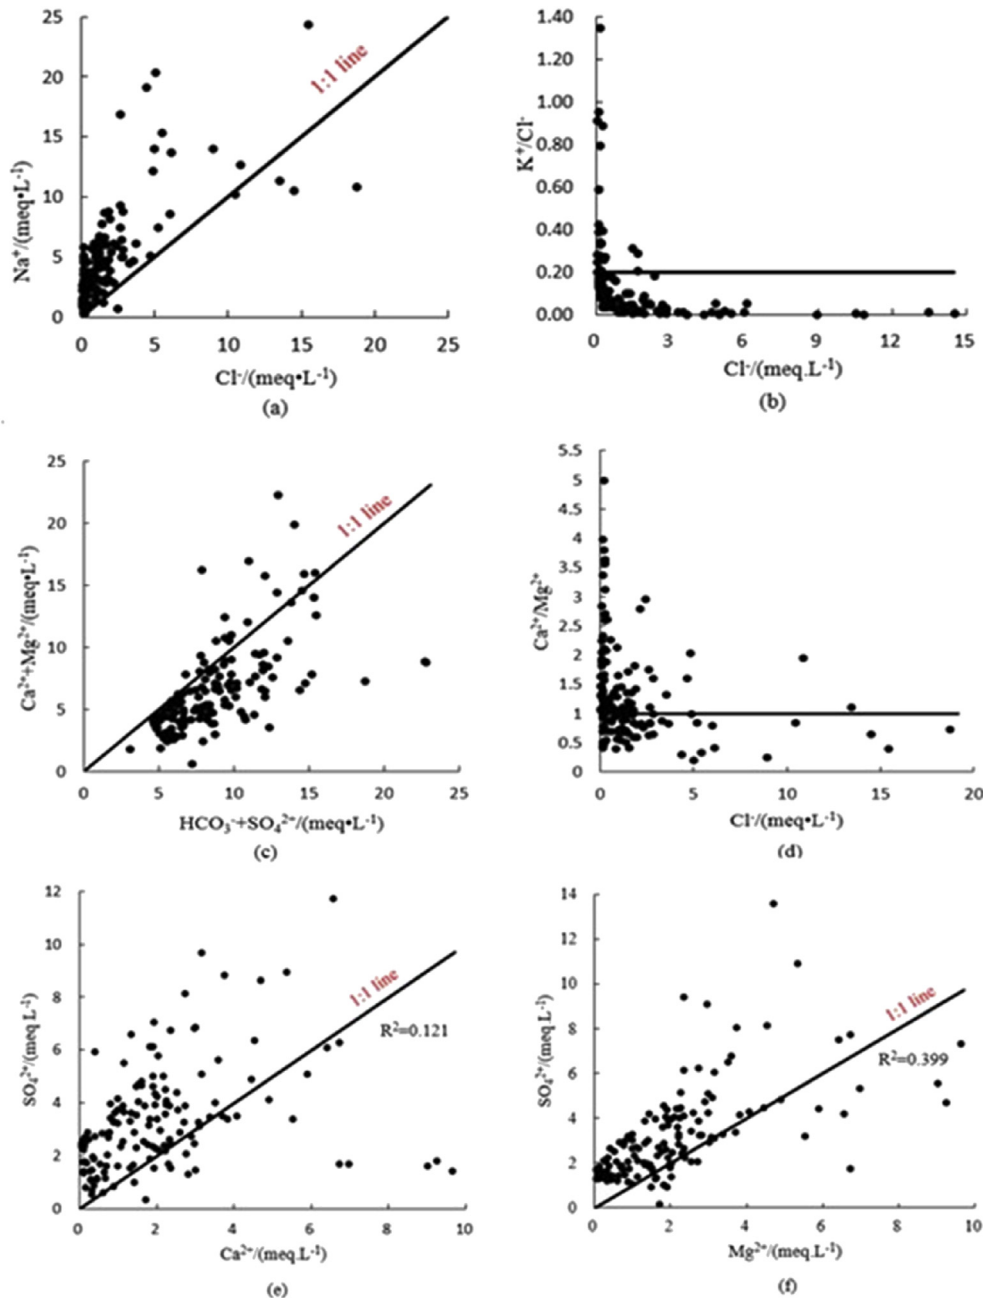 25
20
15
10
5
0
Na⁺/(meq•L⁻¹)
1:1 line
0 5 10 15 20 25
Cl⁻/(meq•L⁻¹)
(a)
1.40
1.20
1.00
0.80
0.60
0.40
0.20
0.00
K⁺/Cl⁻
0 3 6 9 12 15
Cl⁻/(meq.L⁻¹)
(b)
25
20
15
10
5
0
Ca²⁺+Mg²⁺/(meq•L⁻¹)
1:1 line
0 5 10 15 20 25
HCO₃⁻+SO₄²⁻/(meq•L⁻¹)
(c)
5.5
5
4.5
4
3.5
3
2.5
2
1.5
1
0.5
0
Ca²⁺/Mg²⁺
0 5 10 15 20
Cl⁻/(meq•L⁻¹)
(d)
12
10
8
6
4
2
0
SO₄²⁻/(meq.L⁻¹)
1:1 line
R²=0.121
0 2 4 6 8 10
Ca²⁺/(meq.L⁻¹)
(e)
14
12
10
8
6
4
2
0
SO₄²⁻/(meq.L⁻¹)
1:1 line
R²=0.399
0 2 4 6 8 10
Mg²⁺/(meq.L⁻¹)
(f)